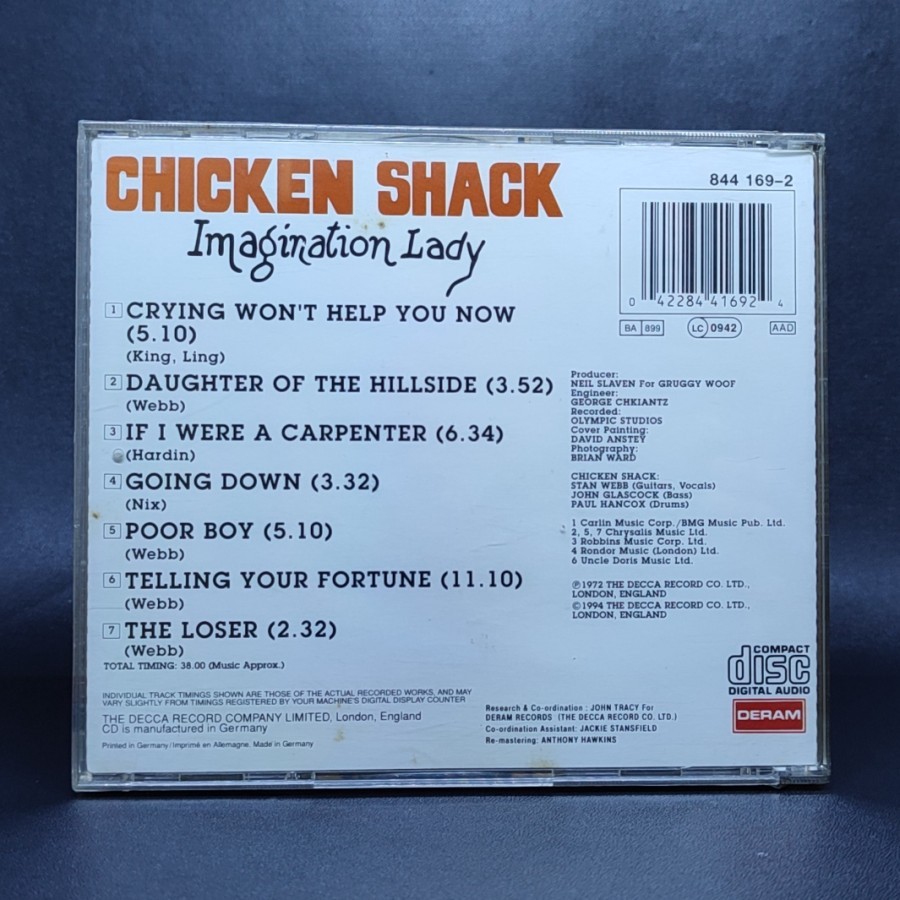 CHICKEN SHACK
Imagination Lady
1 CRYING WON'T HELP YOU NOW
(5.10)
(King, Ling)
2 DAUGHTER OF THE HILLSIDE (3.52)
(Webb)
3 IF I WERE A CARPENTER (6.34)
(Hardin)
4 GOING DOWN (3.32)
(Nix)
5 POOR BOY (5.10)
(Webb)
6 TELLING YOUR FORTUNE (11.10)
(Webb)
7 THE LOSER (2.32)
(Webb)
TOTAL TIMING: 38.00 (Music Approx.)
INDIVIDUAL TRACK TIMINGS SHOWN ARE THOSE OF THE ACTUAL RECORDED WORKS, AND MAY
VARY SLIGHTLY FROM TIMINGS REGISTERED BY YOUR MACHINE'S DIGITAL DISPLAY COUNTER
THE DECCA RECORD COMPANY LIMITED, London, England
CD is manufactured in Germany
Printed in Germany/Imprimé en Allemagne. Made in Germany
844 169-2
0 42284 41692 4
BA 899 LC 0942 AAD
Producer:
NEIL SLAVEN For GRUGGY WOOF
Engineer:
GEORGE CHKIANTZ
Recorded:
OLYMPIC STUDIOS
Cover Painting:
DAVID ANSTEY
Photography:
BRIAN WARD
CHICKEN SHACK:
STAN WEBB (Guitars, Vocals)
JOHN GLASCOCK (Bass)
PAUL HANCOX (Drums)
1 Carlin Music Corp./BMG Music Pub. Ltd.
2, 5, 7 Chrysalis Music Ltd.
3 Robbins Music Corp. Ltd.
4 Rondor Music (London) Ltd.
6 Uncle Doris Music Ltd.
℗1972 THE DECCA RECORD CO. LTD.,
LONDON, ENGLAND
©1994 THE DECCA RECORD CO. LTD.,
LONDON, ENGLAND
COMPACT
disc
DIGITAL AUDIO
DERAM
Research & Co-ordination : JOHN TRACY For
DERAM RECORDS (THE DECCA RECORD CO. LTD.)
Co-ordination Assistant: JACKIE STANSFIELD
Re-mastering: ANTHONY HAWKINS